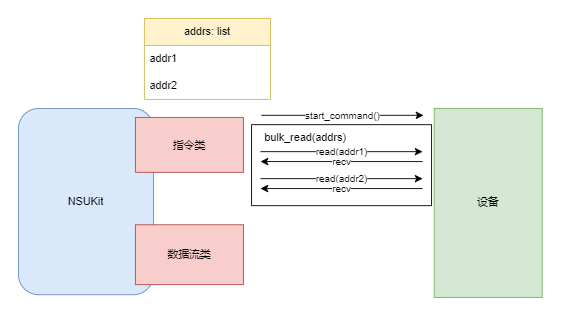 addrs: list
addr1
addr2
start_command()
bulk_read(addrs)
指令类
read(addr1)
recv
read(addr2)
recv
NSUKit
设备
数据流类